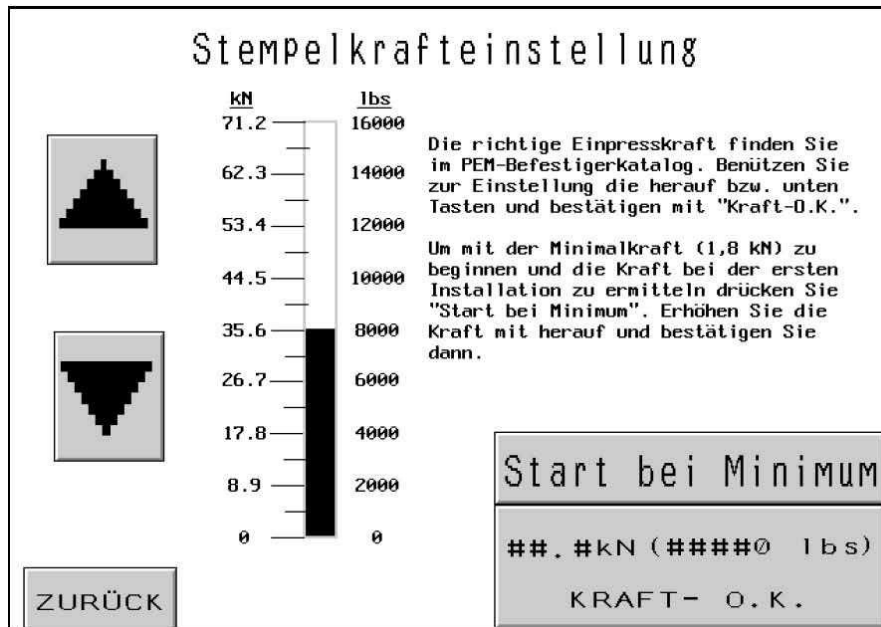 Stempelkrafteinstellung
kN lbs
71.2 16000
62.3 14000
53.4 12000
44.5 10000
35.6 8000
26.7 6000
17.8 4000
8.9 2000
0 0
Die richtige Einpresskraft finden Sie
im PEM-Befestigerkatalog. Benützen Sie
zur Einstellung die herauf bzw. unten
Tasten und bestätigen mit "Kraft-O.K.".
Um mit der Minimalkraft (1,8 kN) zu
beginnen und die Kraft bei der ersten
Installation zu ermitteln drücken Sie
"Start bei Minimum". Erhöhen Sie die
Kraft mit herauf und bestätigen Sie
dann.
Start bei Minimum
##.#kN (####0 lbs)
KRAFT- O.K.
ZURÜCK